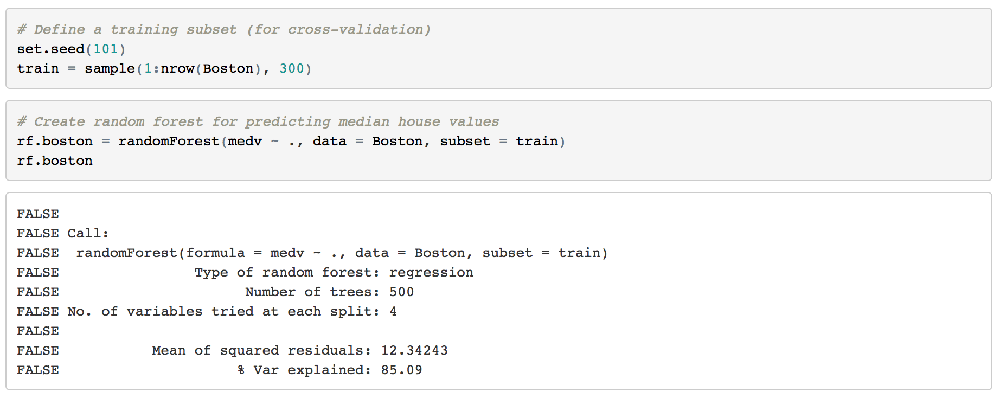 # Define a training subset (for cross-validation)
set.seed(101)
train = sample(1:nrow(Boston), 300)
# Create random forest for predicting median house values
rf.boston = randomForest(medv ~ ., data = Boston, subset = train)
rf.boston
FALSE
FALSE Call:
FALSE  randomForest(formula = medv ~ ., data = Boston, subset = train)
FALSE                Type of random forest: regression
FALSE                      Number of trees: 500
FALSE No. of variables tried at each split: 4
FALSE
FALSE           Mean of squared residuals: 12.34243
FALSE                     % Var explained: 85.09